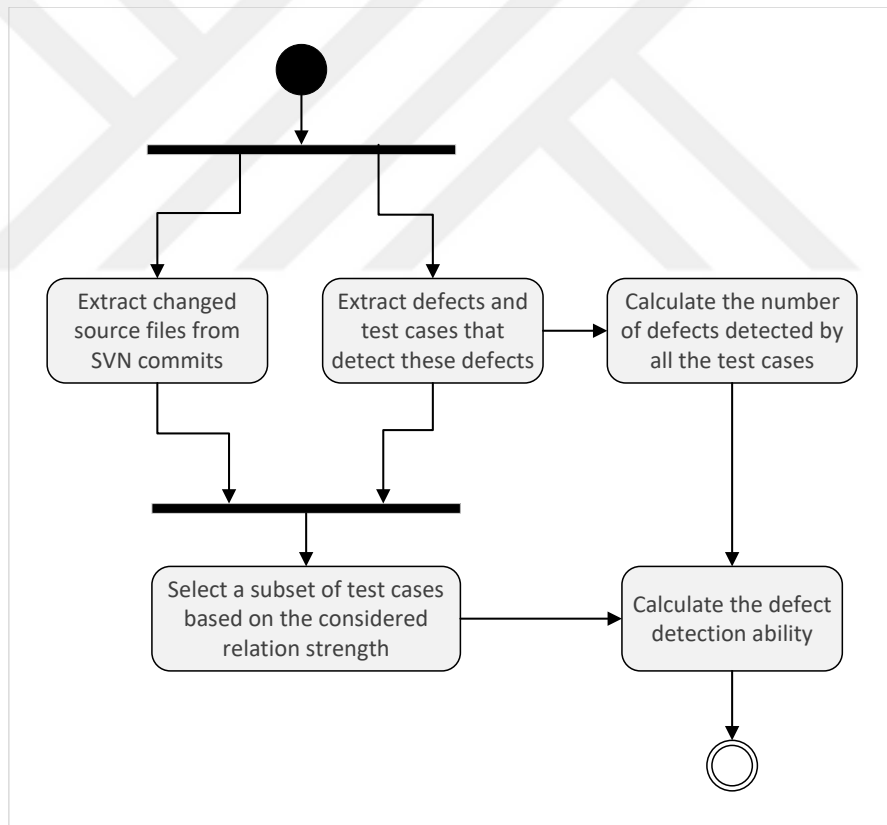 Extract changed
source files from
SVN commits
Extract defects and
test cases that
detect these defects
Calculate the number
of defects detected by
all the test cases
Select a subset of test cases
based on the considered
relation strength
Calculate the defect
detection ability